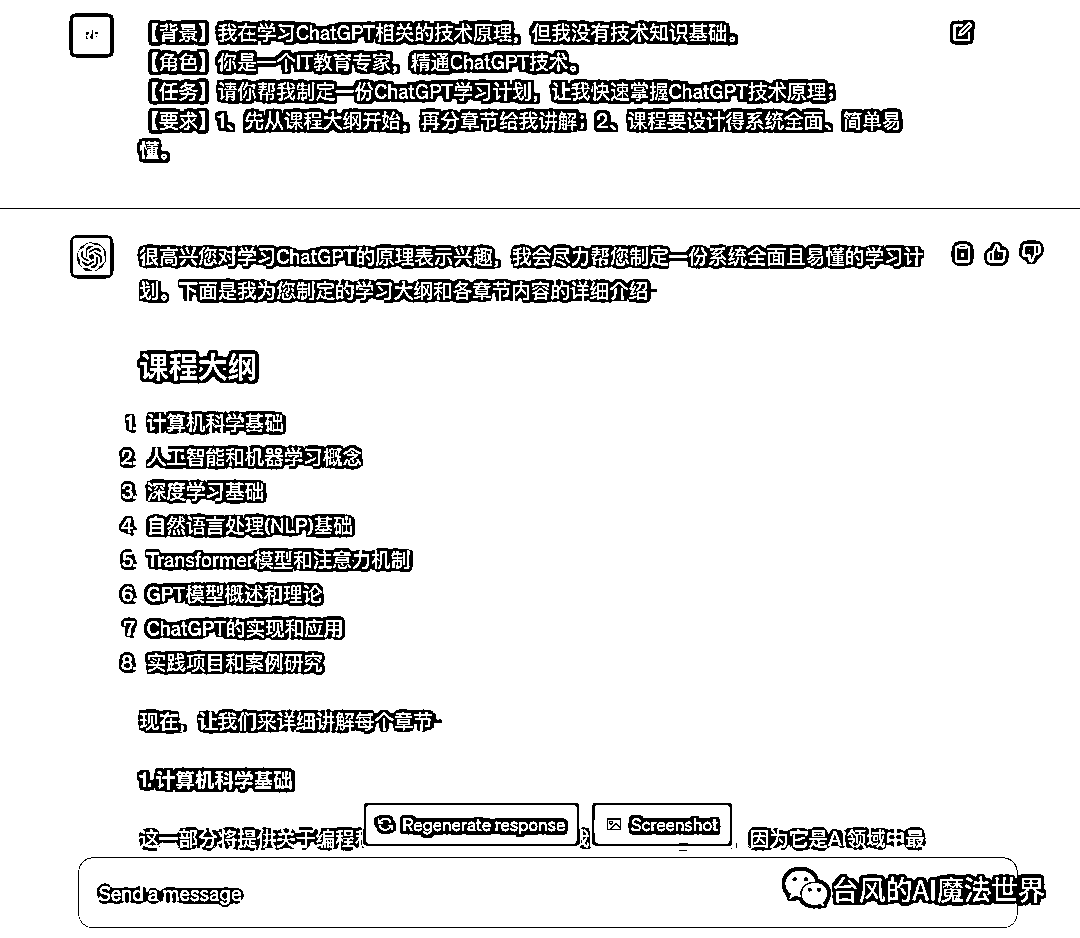 【背景】我在学习ChatGPT相关的技术原理，但我没有技术知识基础。
【角色】你是一个IT教育专家，精通ChatGPT技术。
【任务】请你帮我制定一份ChatGPT学习计划，让我快速掌握ChatGPT技术原理；
【要求】1、先从课程大纲开始，再分章节给我讲解；2、课程要设计得系统全面、简单易
懂。
很高兴您对学习ChatGPT的原理表示兴趣，我会尽力帮您制定一份系统全面且易懂的学习计
划。下面是我为您制定的学习大纲和各章节内容的详细介绍
课程大纲
1. 计算机科学基础
2. 人工智能和机器学习概念
3. 深度学习基础
4. 自然语言处理(NLP)基础
5. Transformer模型和注意力机制
6. GPT模型概述和理论
7. ChatGPT的实现和应用
8. 实践项目和案例研究
现在，让我们来详细讲解每个章节
1.计算机科学基础
这一部分将提供关于编程 因为它是AI领域中最
Regenerate response
Screenshot
Send a message
台风的AI魔法世界